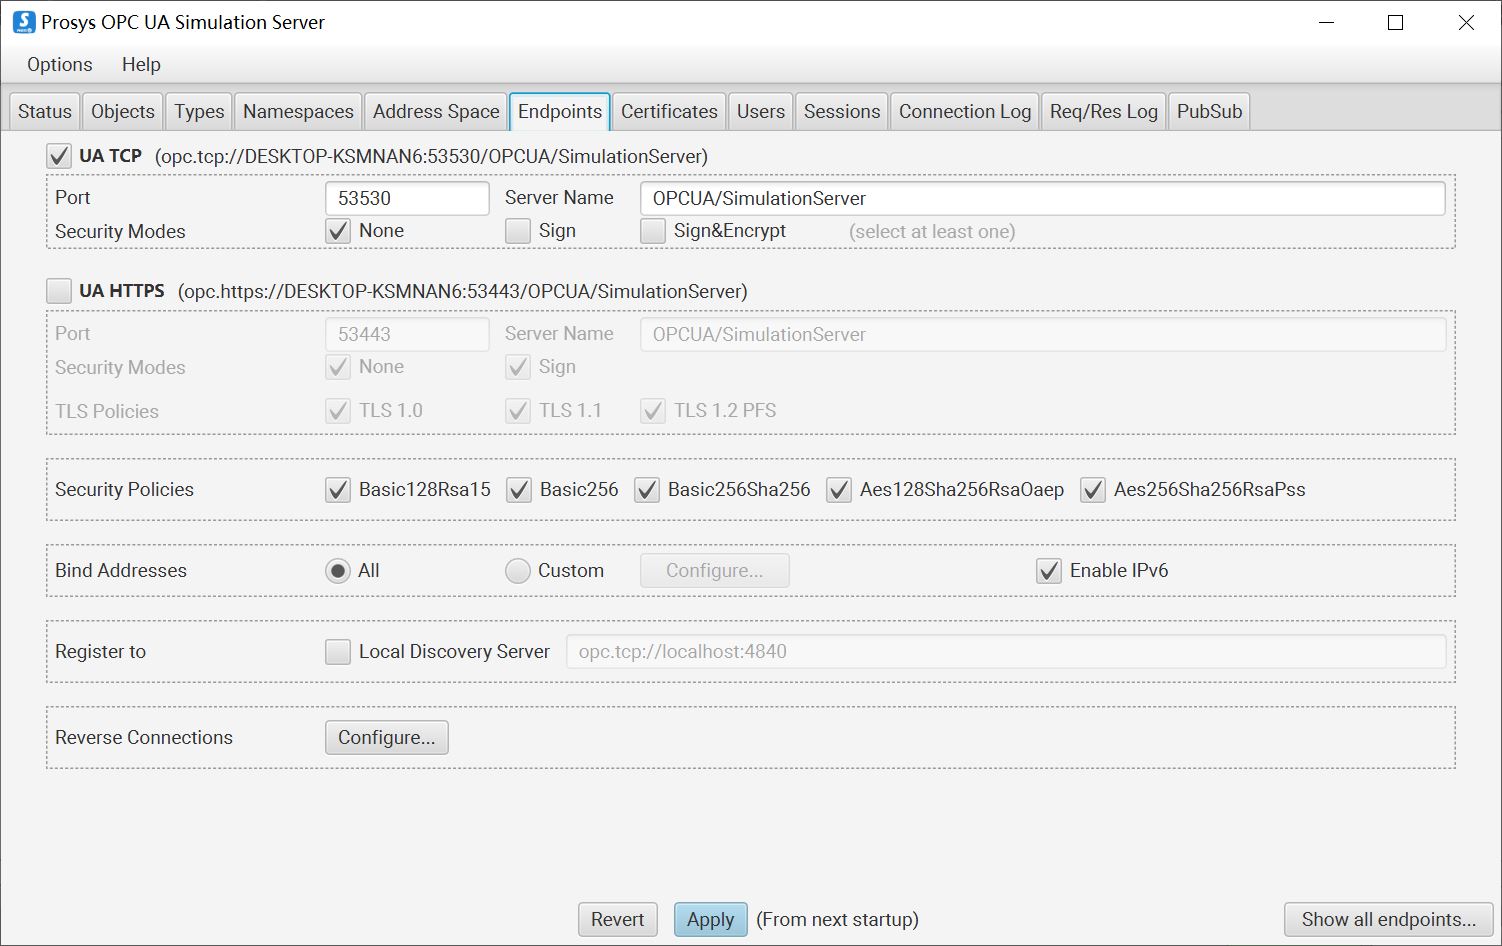 Prosys OPC UA Simulation Server
Options Help
Status Objects Types Namespaces Address Space Endpoints Certificates Users Sessions Connection Log Req/Res Log PubSub
UA TCP (opc.tcp://DESKTOP-KSMNAN6:53530/OPCUA/SimulationServer)
Port 53530 Server Name OPCUA/SimulationServer
Security Modes None Sign Sign&Encrypt (select at least one)
UA HTTPS (opc.https://DESKTOP-KSMNAN6:53443/OPCUA/SimulationServer)
Port 53443 Server Name OPCUA/SimulationServer
Security Modes None Sign
TLS Policies TLS 1.0 TLS 1.1 TLS 1.2 PFS
Security Policies Basic128Rsa15 Basic256 Basic256Sha256 Aes128Sha256RsaOaep Aes256Sha256RsaPss
Bind Addresses All Custom Configure... Enable IPv6
Register to Local Discovery Server opc.tcp://localhost:4840
Reverse Connections Configure...
Revert Apply (From next startup) Show all endpoints...